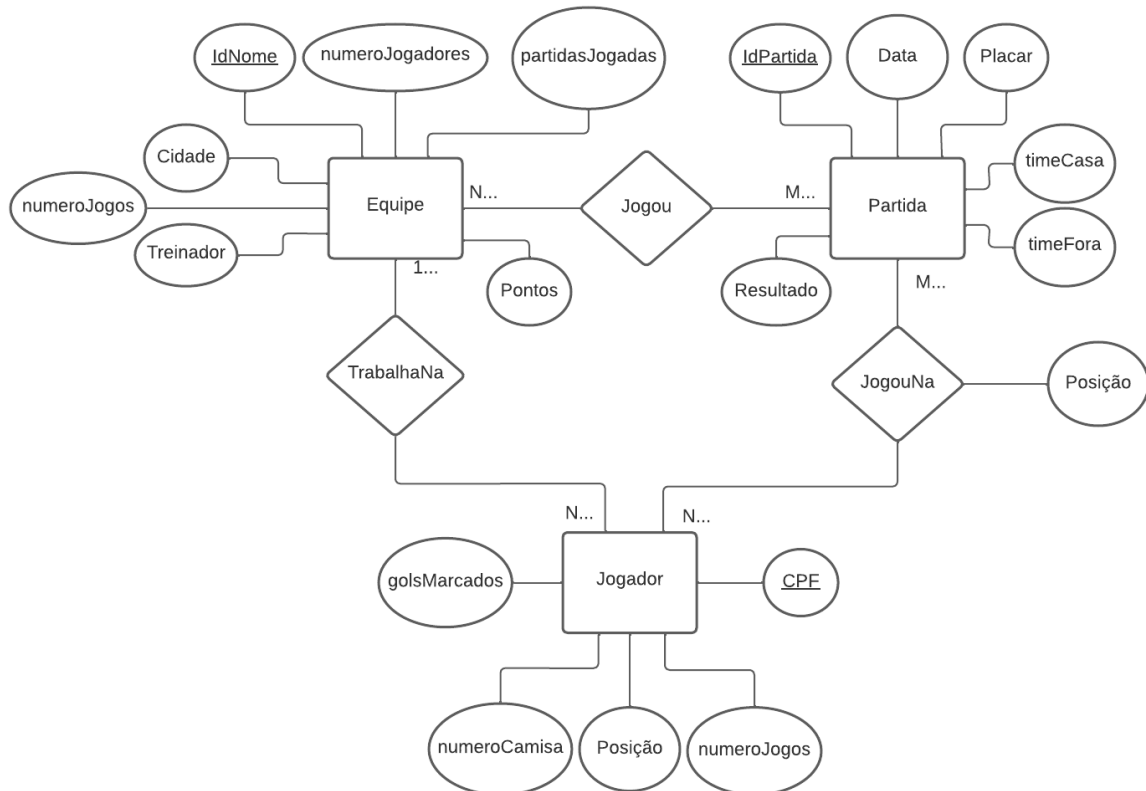 IdNome
numeroJogadores
partidasJogadas
IdPartida
Data
Placar
Cidade
timeCasa
numeroJogos
Equipe
N...
Jogou
M...
Partida
Treinador
timeFora
1...
Pontos
Resultado
M...
TrabalhaNa
JogouNa
Posição
N...
N...
golsMarcados
Jogador
CPF
numeroCamisa
Posição
numeroJogos